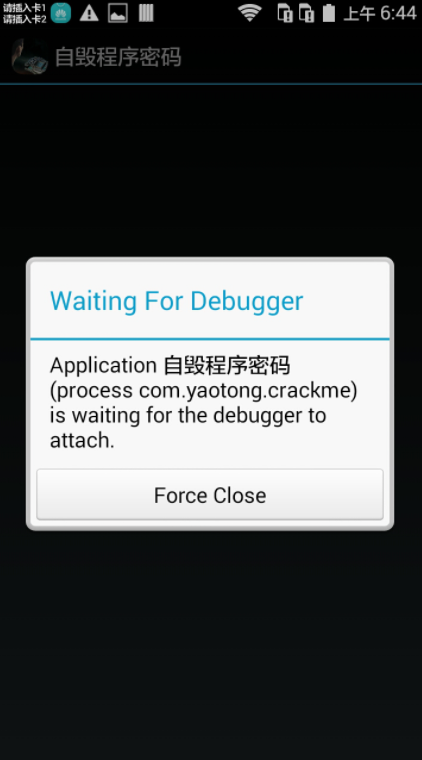 请插入卡1
请插入卡2
上午 6:44
自毁程序密码
Waiting For Debugger
Application 自毁程序密码
(process com.yaotong.crackme)
is waiting for the debugger to
attach.
Force Close